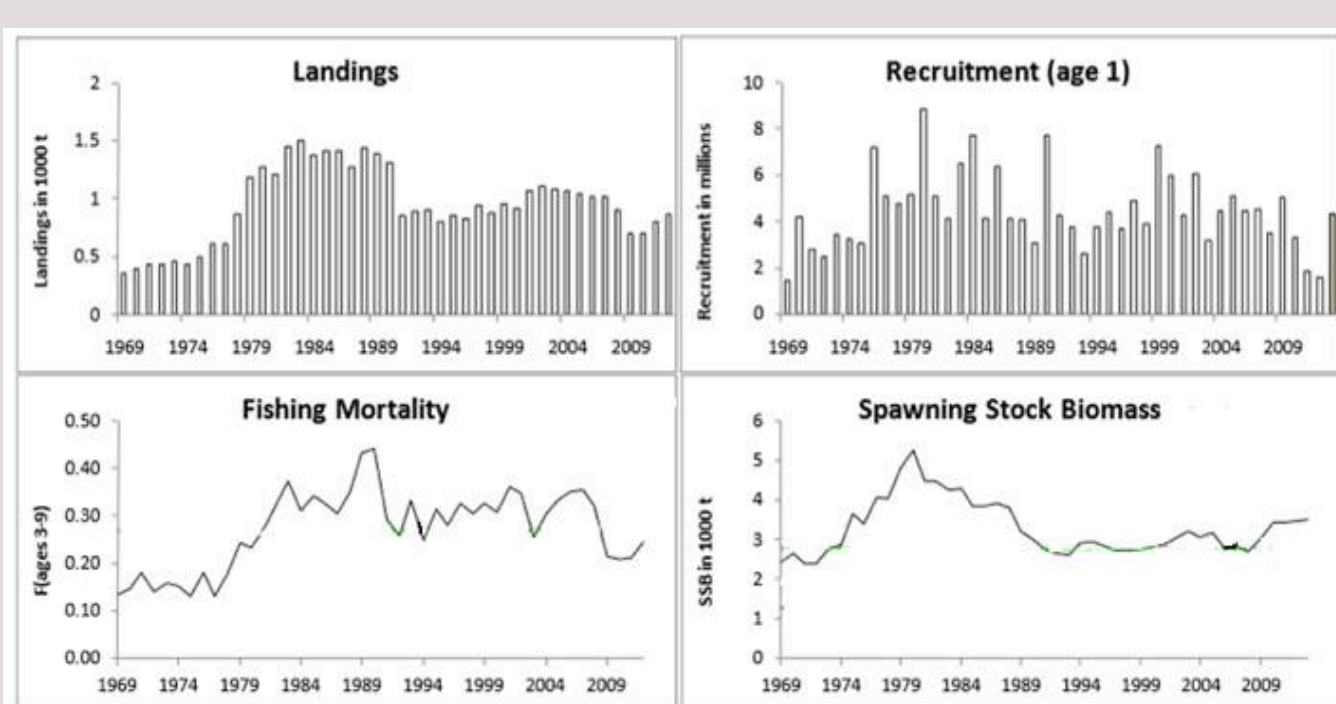 Landings
Landings in 1000 t
2
1.5
1
0.5
0
1969 1974 1979 1984 1989 1994 1999 2004 2009
Recruitment (age 1)
Recruitment in millions
10
8
6
4
2
0
1969 1974 1979 1984 1989 1994 1999 2004 2009
Fishing Mortality
F(ages 3-9)
0.50
0.40
0.30
0.20
0.10
0.00
1969 1974 1979 1984 1989 1994 1999 2004 2009
Spawning Stock Biomass
SSB in 1000 t
6
5
4
3
2
1
0
1969 1974 1979 1984 1989 1994 1999 2004 2009